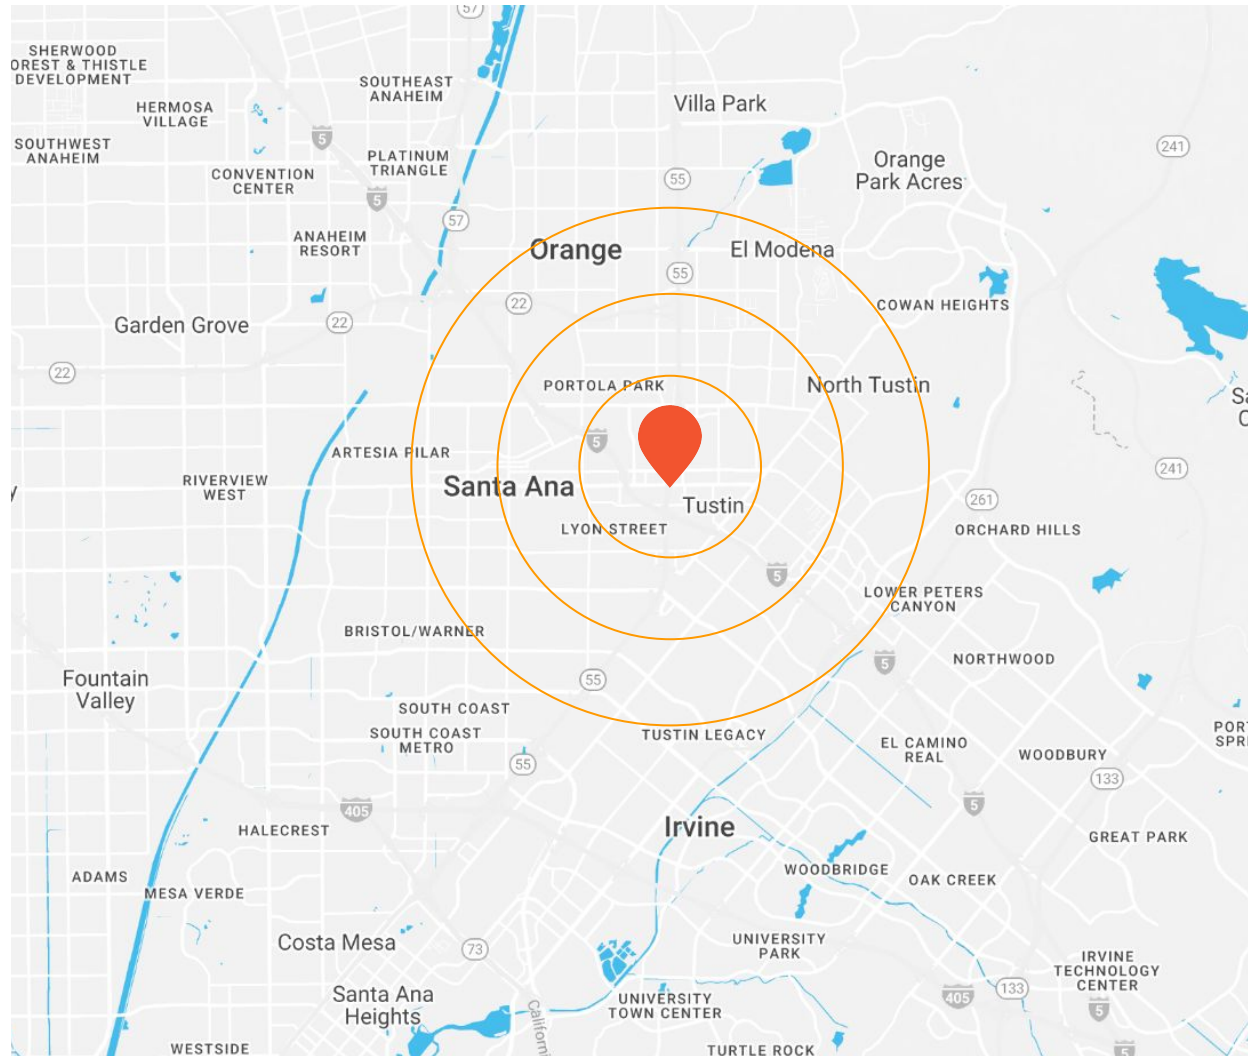 57
SHERWOOD
OREST & THISTLE
DEVELOPMENT
SOUTHEAST
ANAHEIM
Villa Park
HERMOSA
VILLAGE
5
57
SOUTHWEST
ANAHEIM
PLATINUM
TRIANGLE
241
Orange
Park Acres
CONVENTION
CENTER
5
55
57
ANAHEIM
RESORT
Orange
El Modena
55
22
COWAN HEIGHTS
Garden Grove
22
22
PORTOLA PARK
North Tustin
5
ARTESIA PILAR
RIVERVIEW
WEST
Santa Ana
241
261
Tustin
LYON STREET
ORCHARD HILLS
5
LOWER PETERS
CANYON
BRISTOL/WARNER
5
NORTHWOOD
Fountain
Valley
55
SOUTH COAST
SOUTH COAST
METRO
TUSTIN LEGACY
EL CAMINO
REAL
WOODBURY
55
133
405
5
HALECREST
Irvine
GREAT PARK
ADAMS
MESA VERDE
WOODBRIDGE
OAK CREEK
Costa Mesa
73
UNIVERSITY
PARK
IRVINE
TECHNOLOGY
CENTER
Santa Ana
Heights
UNIVERSITY
TOWN CENTER
405
133
5
WESTSIDE
TURTLE ROCK
5